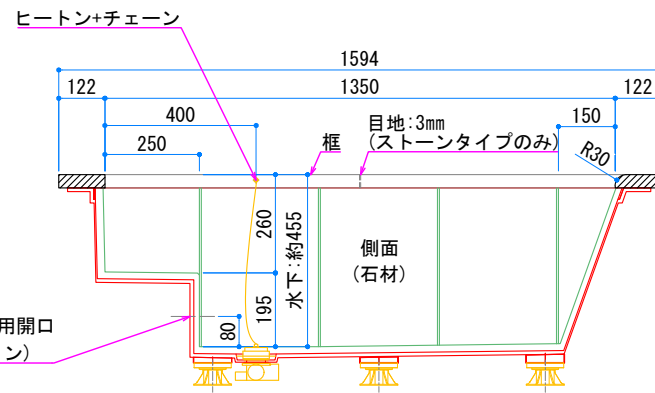 ヒートン+チェーン
1594
122
1350
122
400
目地:3mm
(ストーンタイプのみ)
150
250
框
R30
260
水下:約455
側面
(石材)
195
80
用開口
ン)